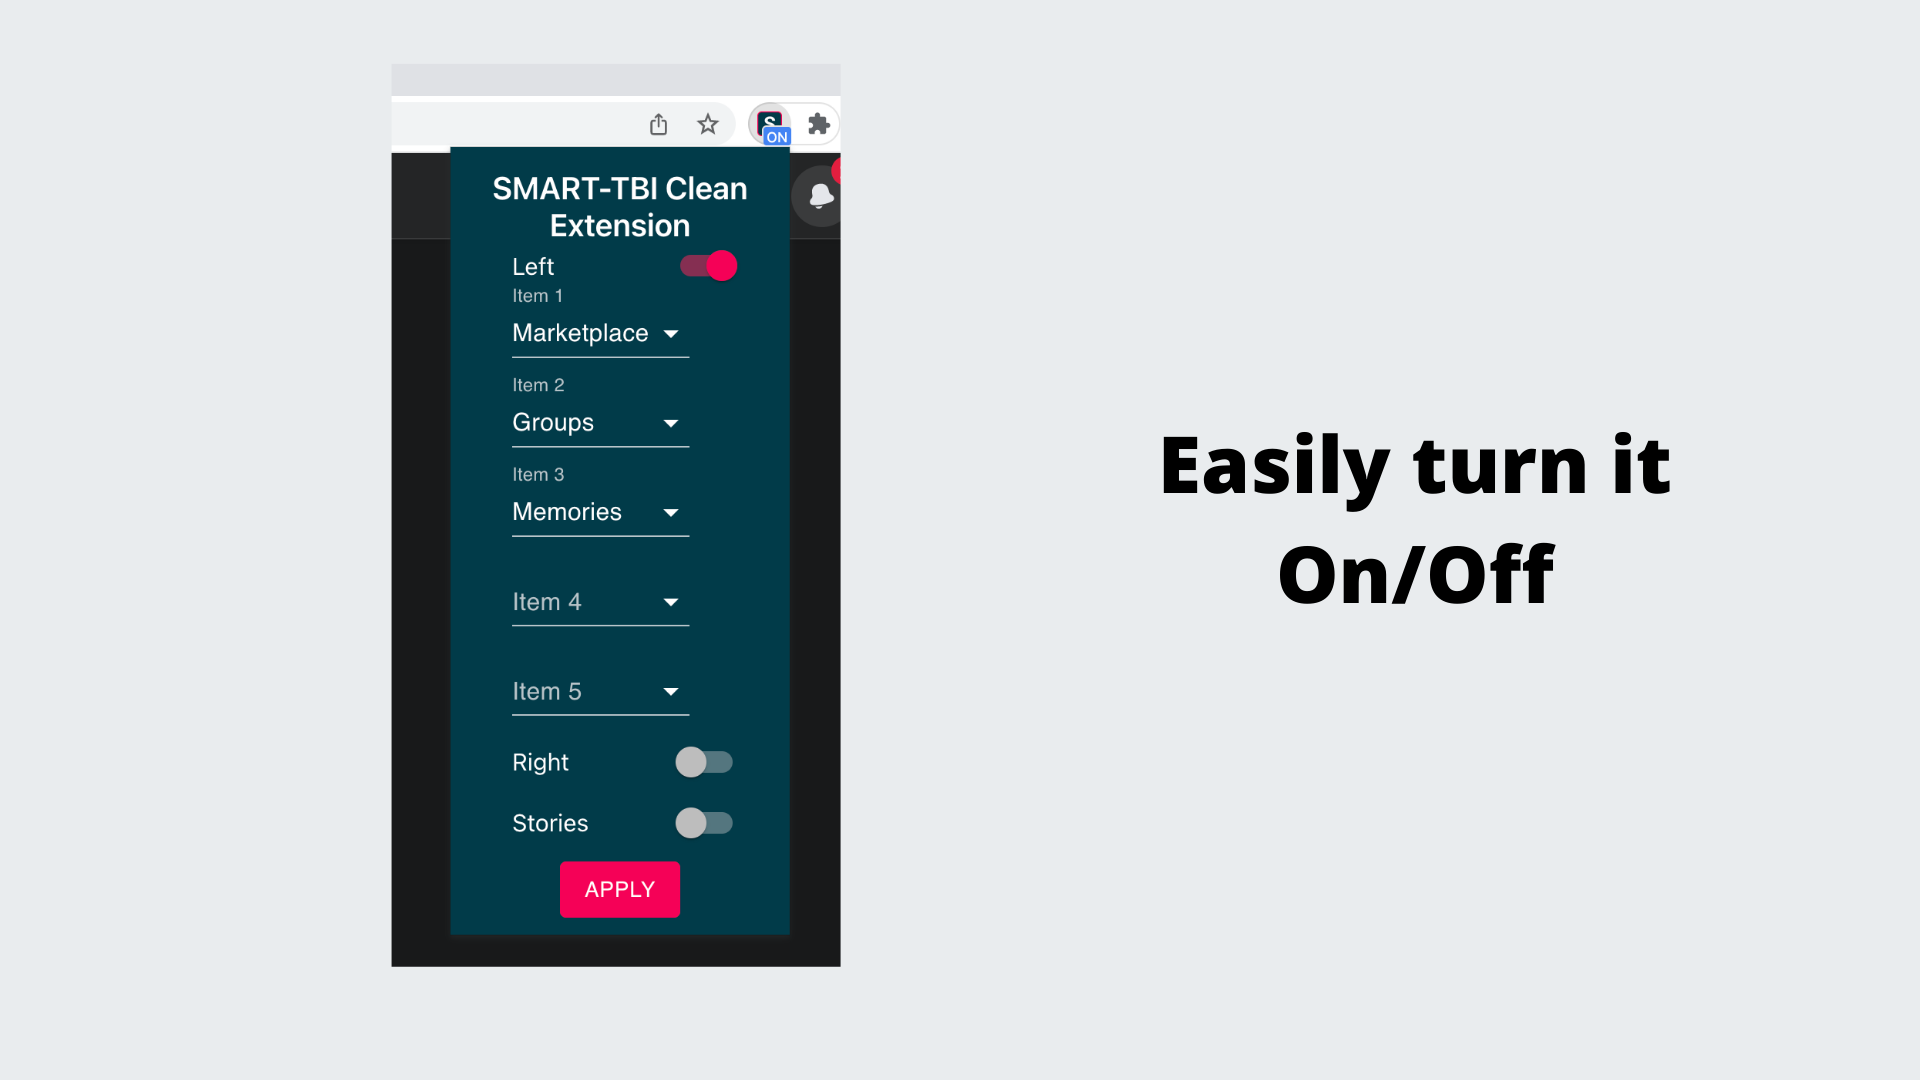 S
ON
SMART-TBI Clean
Extension
Left
Item 1
Marketplace
Item 2
Groups
Item 3
Memories
Item 4
Item 5
Right
Stories
APPLY
Easily turn it
On/Off